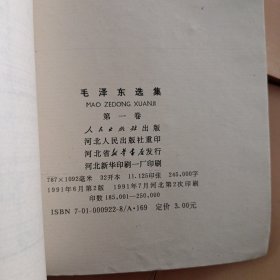 毛泽东选集
MAO ZEDONG XUANJI
第一卷
人民出版社出版
河北人民出版社重印
河北省新华书店发行
河北新华印刷一厂印刷
787×1092毫米 32开本 11.125印张 245,000字
1991年6月第2版 1991年7月河北第2次印刷
印数 185,091—250,000
ISBN 7-01-000922-8/A·169 定价 3.00元